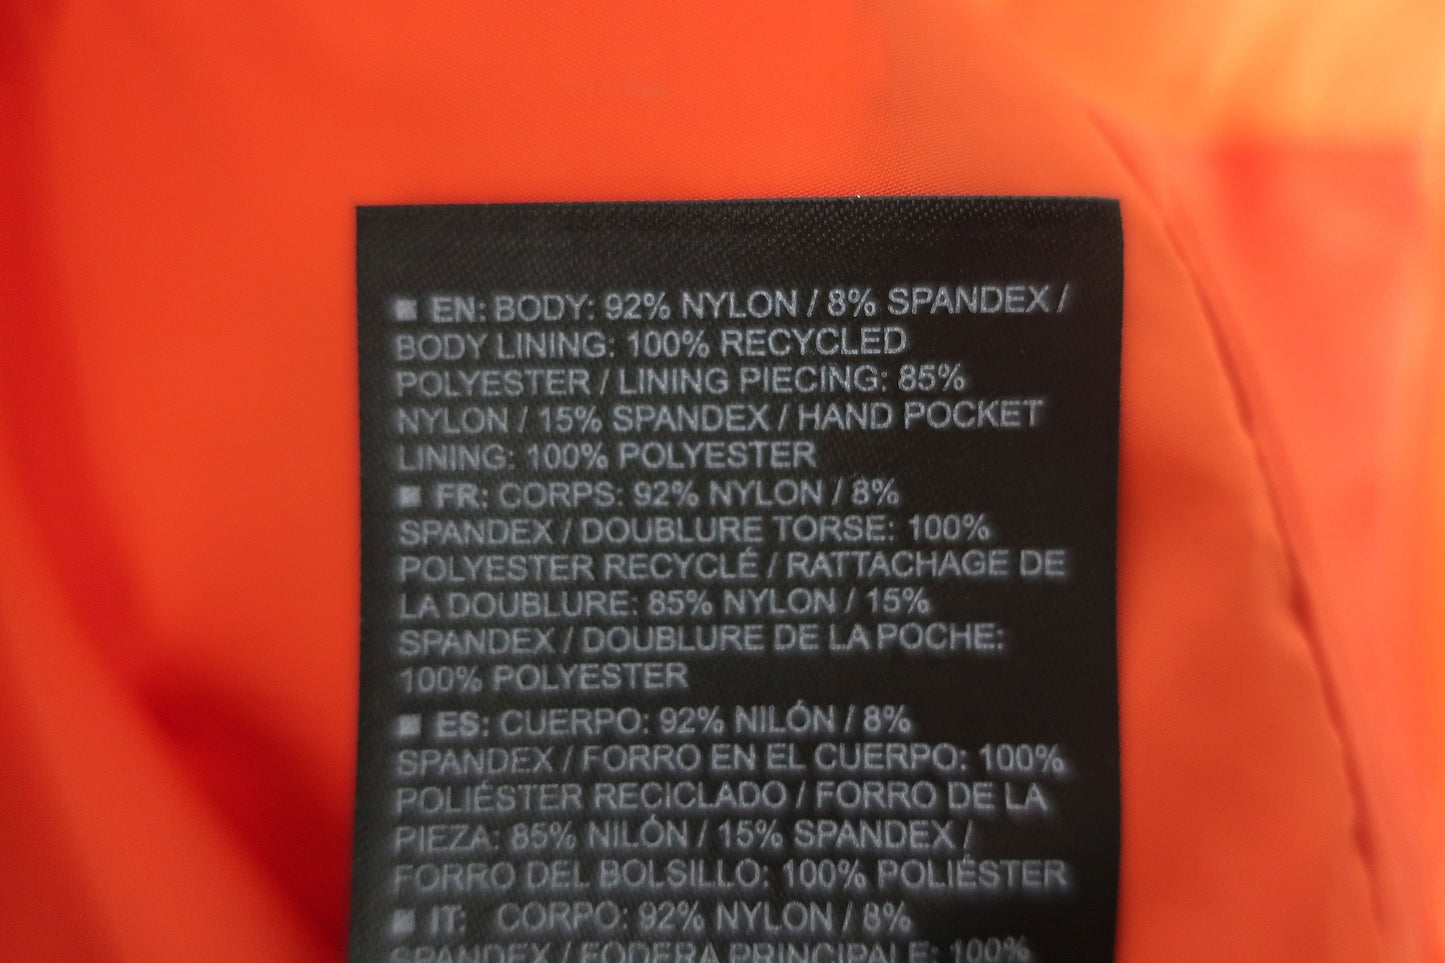 ■ EN: BODY: 92% NYLON / 8% SPANDEX /
BODY LINING: 100% RECYCLED
POLYESTER / LINING PIECING: 85%
NYLON / 15% SPANDEX / HAND POCKET
LINING: 100% POLYESTER
■ FR: CORPS: 92% NYLON / 8%
SPANDEX / DOUBLURE TORSE: 100%
POLYESTER RECYCLÉ / RATTACHAGE DE
LA DOUBLURE: 85% NYLON / 15%
SPANDEX / DOUBLURE DE LA POCHE:
100% POLYESTER
■ ES: CUERPO: 92% NILÓN / 8%
SPANDEX / FORRO EN EL CUERPO: 100%
POLIÉSTER RECICLADO / FORRO DE LA
PIEZA: 85% NILÓN / 15% SPANDEX /
FORRO DEL BOLSILLO: 100% POLIÉSTER
■ IT: CORPO: 92% NYLON / 8%
SPANDEX / FODERA PRINCIPALE: 100%